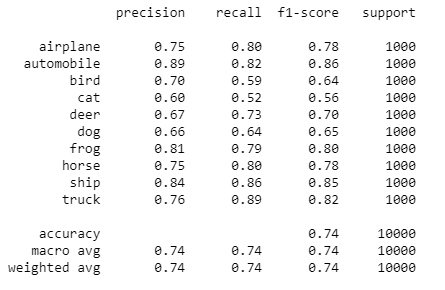 precision recall f1-score support
airplane 0.75 0.80 0.78 1000
automobile 0.89 0.82 0.86 1000
bird 0.70 0.59 0.64 1000
cat 0.60 0.52 0.56 1000
deer 0.67 0.73 0.70 1000
dog 0.66 0.64 0.65 1000
frog 0.81 0.79 0.80 1000
horse 0.75 0.80 0.78 1000
ship 0.84 0.86 0.85 1000
truck 0.76 0.89 0.82 1000
accuracy 0.74 10000
macro avg 0.74 0.74 0.74 10000
weighted avg 0.74 0.74 0.74 10000